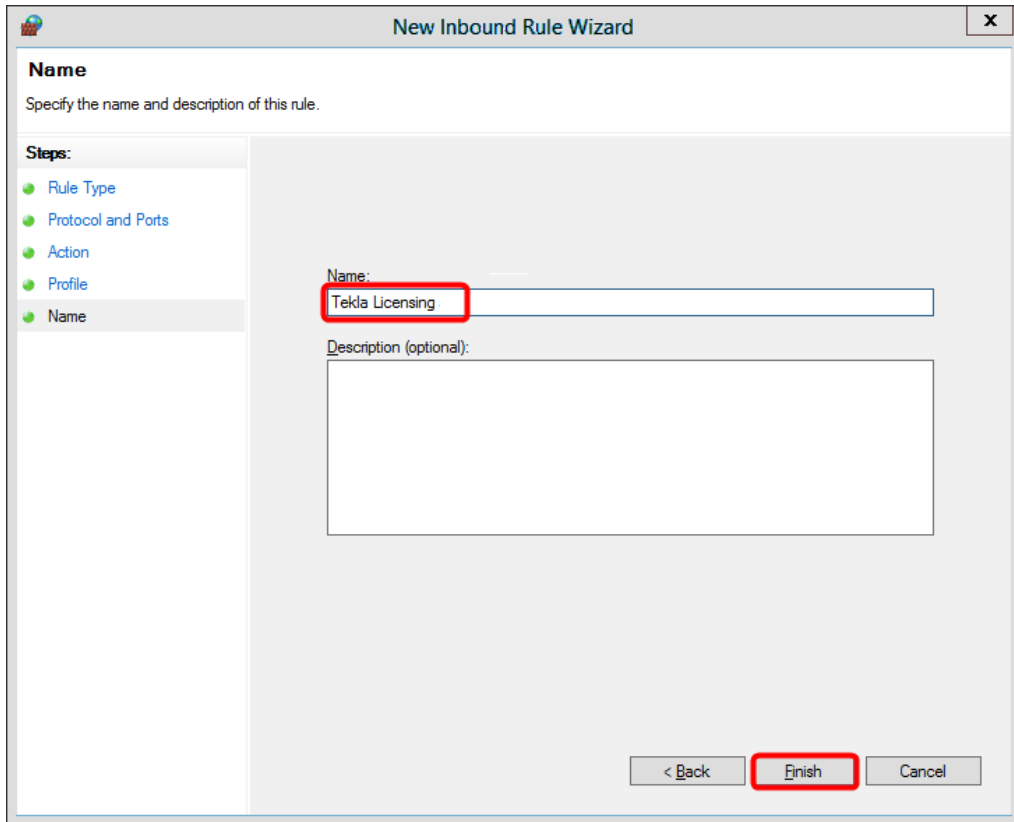 New Inbound Rule Wizard
x
Name
Specify the name and description of this rule.
Steps:
Rule Type
Protocol and Ports
Action
Profile
Name
Name:
Tekla Licensing
Description (optional):
< Back
Finish
Cancel